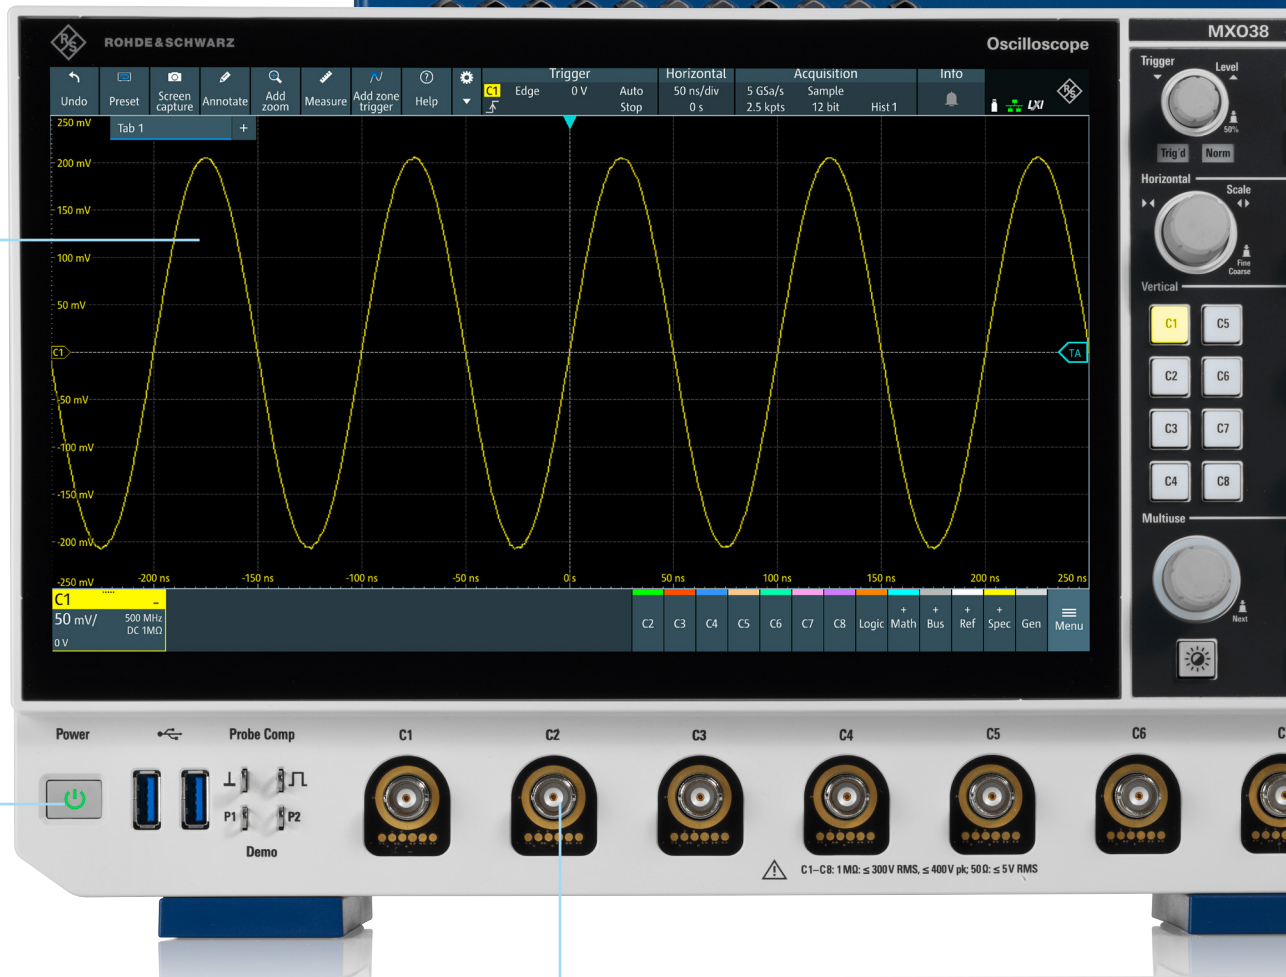 MXO38
R&S ROHDE&SCHWARZ
Oscilloscope
Undo
Preset
Screen capture
Annotate
Add zoom
Measure
Add zone trigger
Help
Trigger
C1 Edge 0 V Auto
Stop
Horizontal
50 ns/div
0 s
Acquisition
5 GSa/s Sample
2.5 kpts 12 bit Hist 1
Info
LXI
R&S
Tab 1 +
250 mV
200 mV
150 mV
100 mV
50 mV
C1
TA
-50 mV
-100 mV
-150 mV
-200 mV
-250 mV
-200 ns -150 ns -100 ns -50 ns 0 s 50 ns 100 ns 150 ns 200 ns 250 ns
C1
50 mV/ 500 MHz
DC 1MΩ
0 V
C2 C3 C4 C5 C6 C7 C8 Logic + Math + Bus + Ref + Spec Gen Menu
Trigger
Level
50%
Trig'd Norm
Horizontal
Scale
Fine
Coarse
Vertical
C1 C5
C2 C6
C3 C7
C4 C8
Multiuse
Next
Power
Probe Comp
C1 C2 C3 C4 C5 C6
P1 P2
Demo
C1–C8: 1 MΩ: ≤ 300 V RMS, ≤ 400 V pk; 50 Ω: ≤ 5 V RMS